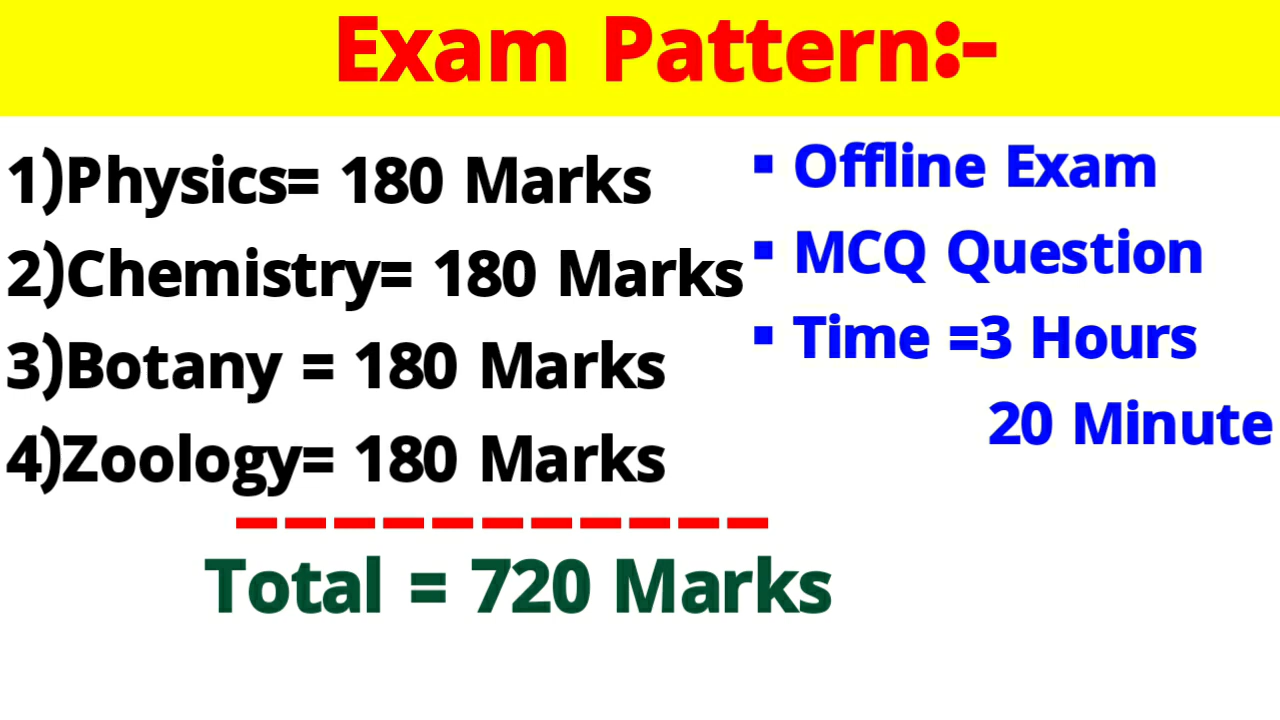 Exam Pattern:-
1)Physics= 180 Marks
2)Chemistry= 180 Marks
3)Botany = 180 Marks
4)Zoology= 180 Marks
Total = 720 Marks
▪ Offline Exam
▪ MCQ Question
▪ Time =3 Hours
20 Minute